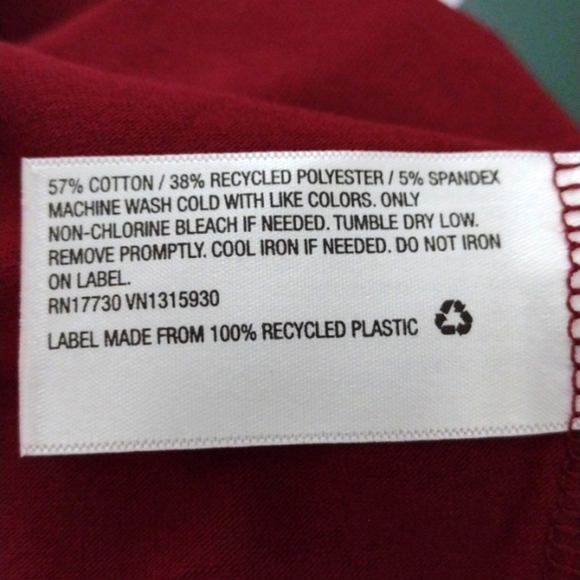 57% COTTON / 38% RECYCLED POLYESTER / 5% SPANDEX
MACHINE WASH COLD WITH LIKE COLORS. ONLY
NON-CHLORINE BLEACH IF NEEDED. TUMBLE DRY LOW.
REMOVE PROMPTLY. COOL IRON IF NEEDED. DO NOT IRON
ON LABEL.
RN17730 VN1315930
LABEL MADE FROM 100% RECYCLED PLASTIC